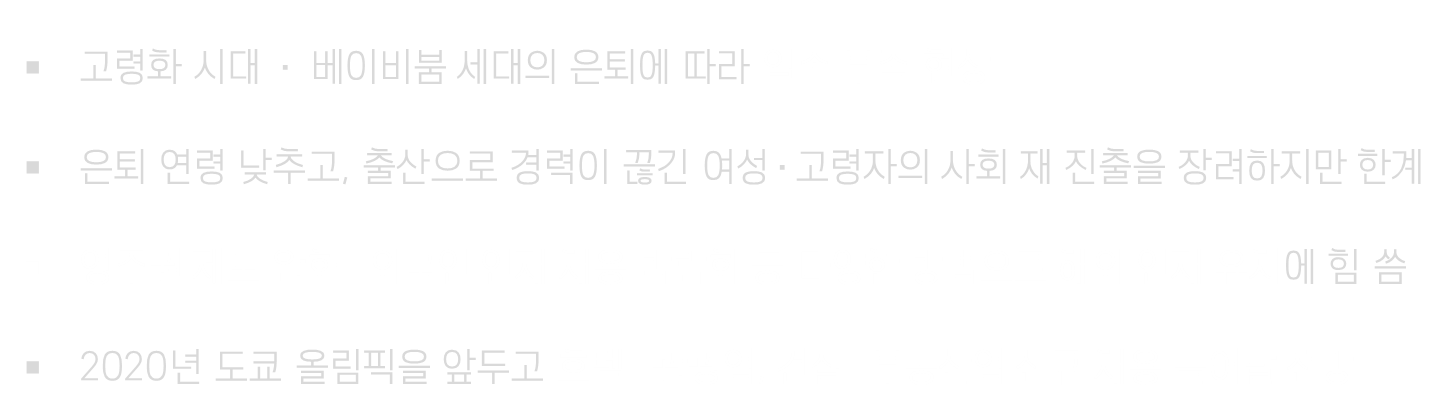 ▪ 고령화 시대 · 베이비붐 세대의 은퇴에 따라
▪ 은퇴 연령 낮추고, 출산으로 경력이 끊긴 여성·고령자의 사회 재 진출을 장려하지만 한계
에 힘 씀
▪ 2020년 도쿄 올림픽을 앞두고